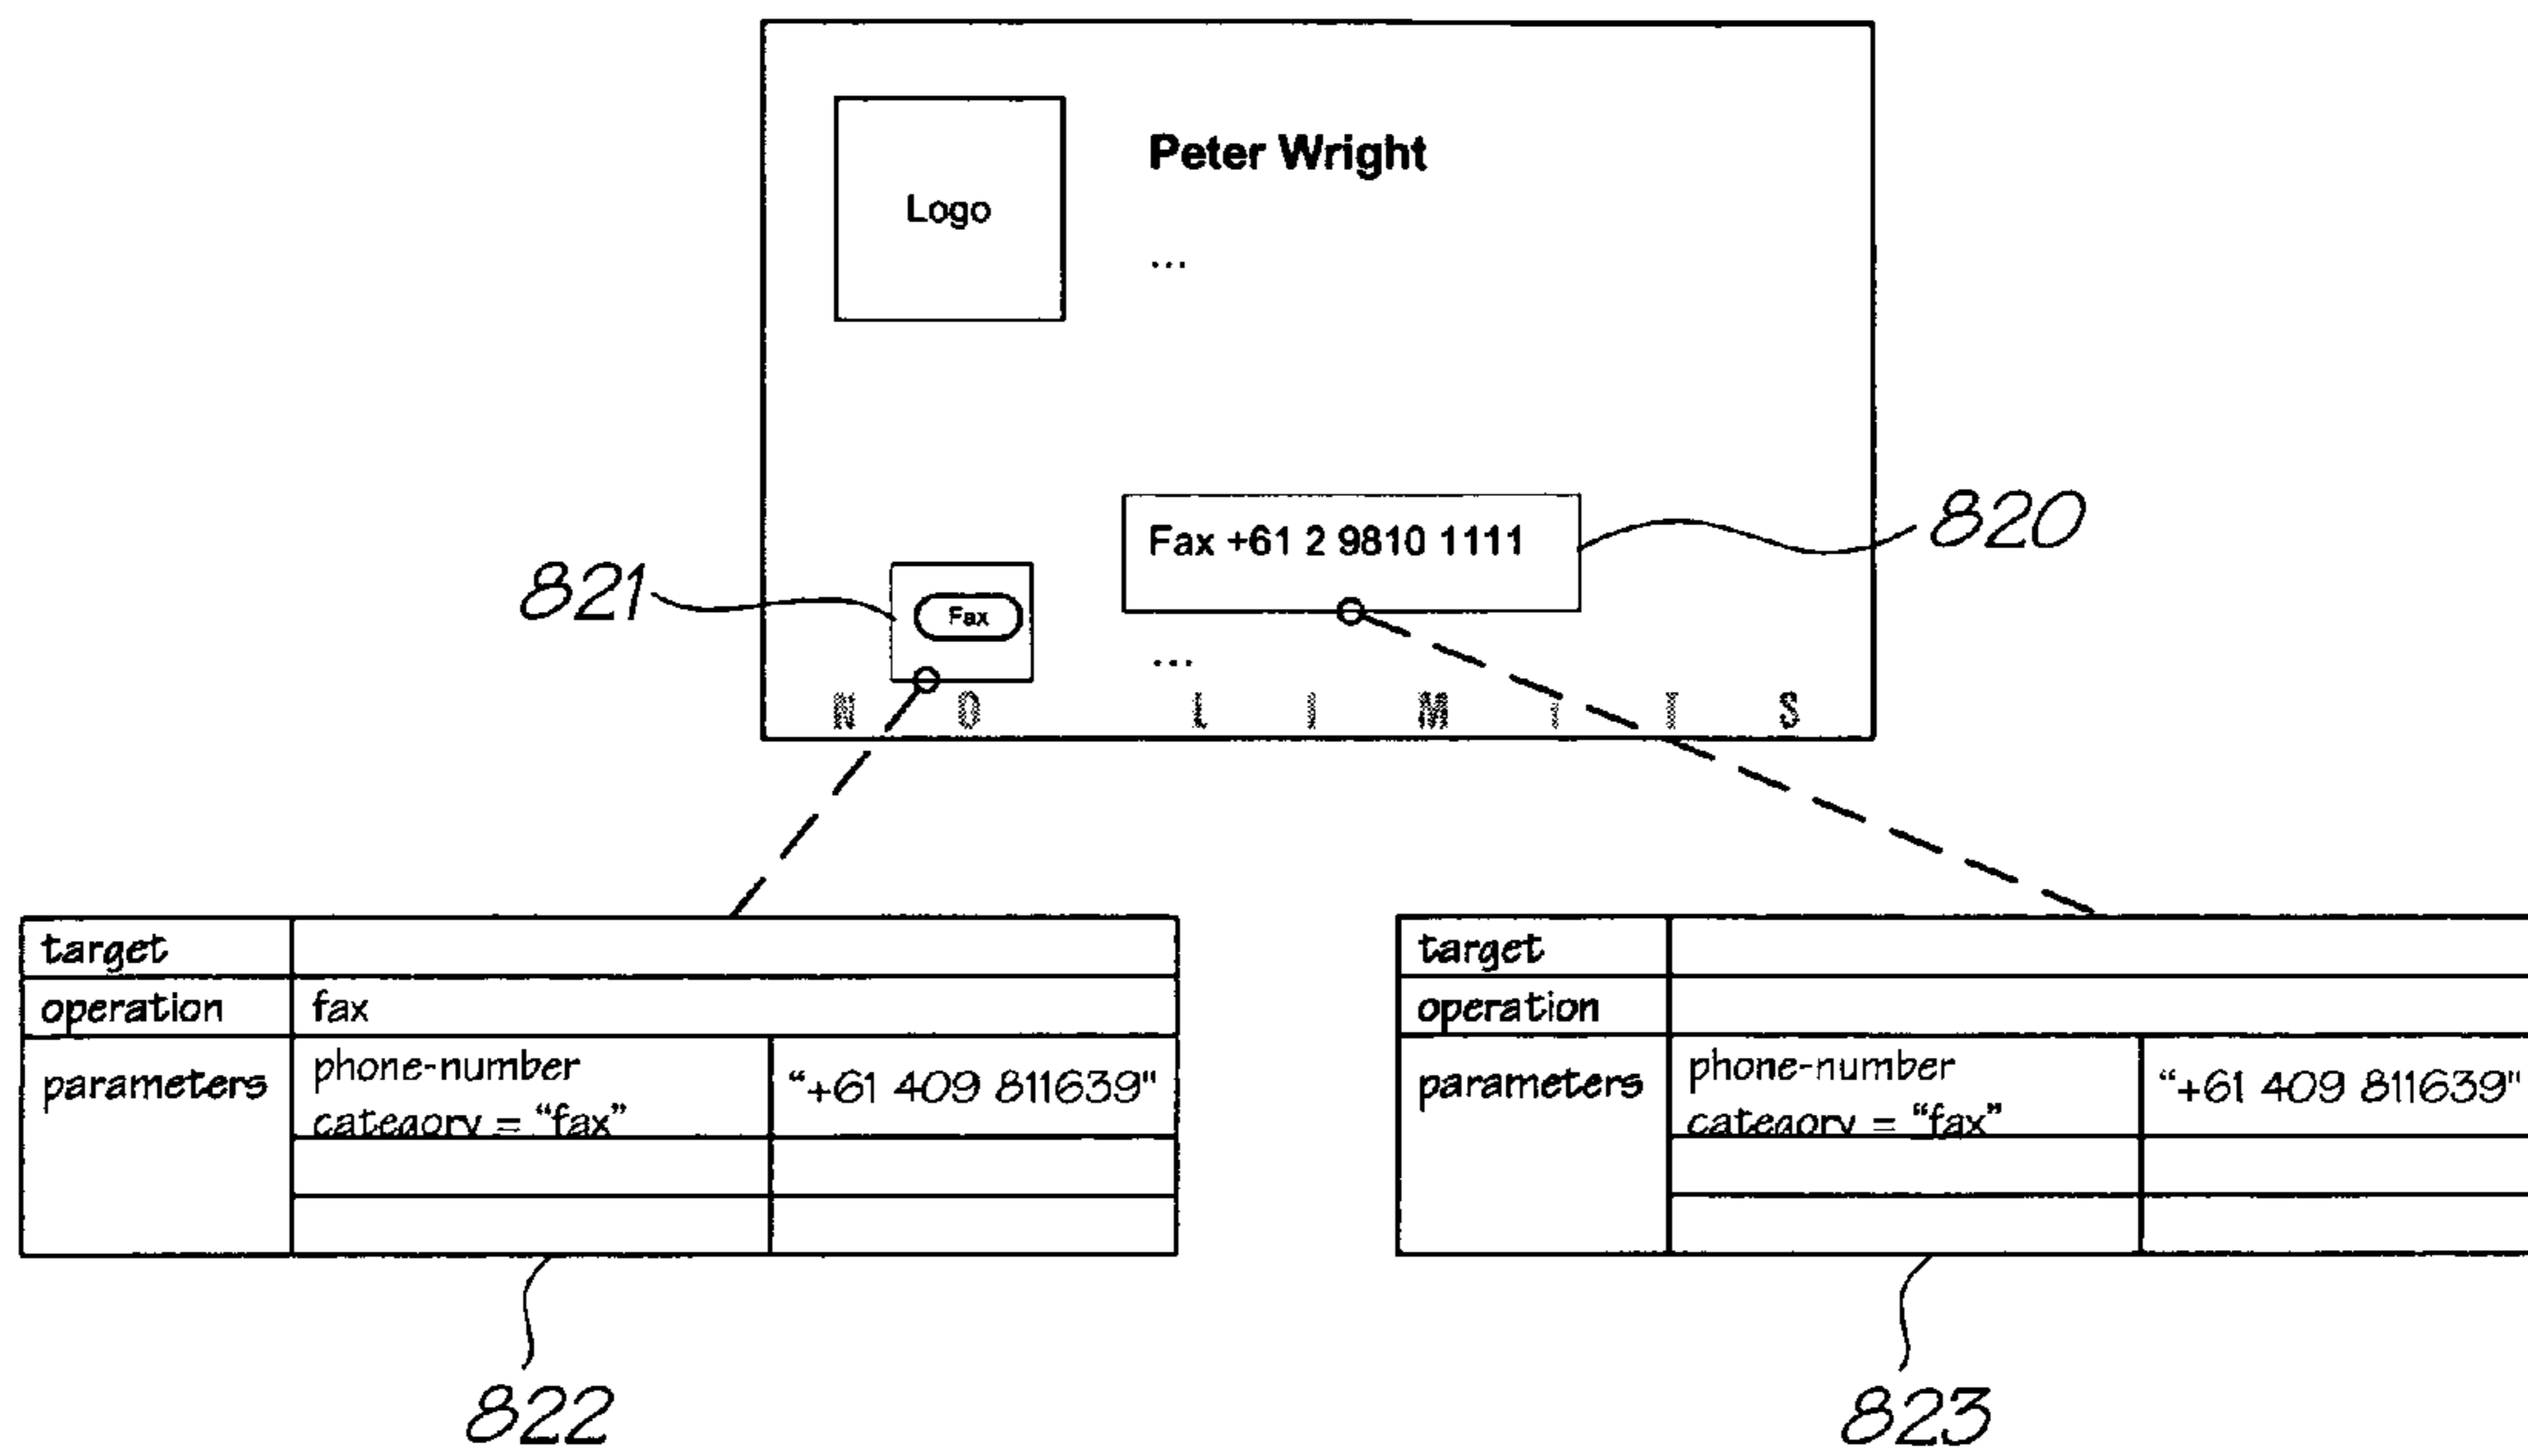 Peter Wright
Logo
...
Fax +61 2 9810 1111
820
821
Fax
...
N O L I M I T S
target
operation fax
parameters phone-number category = "fax" "+61 409 811639"
target
operation
parameters phone-number category = "fax" "+61 409 811639"
822
823